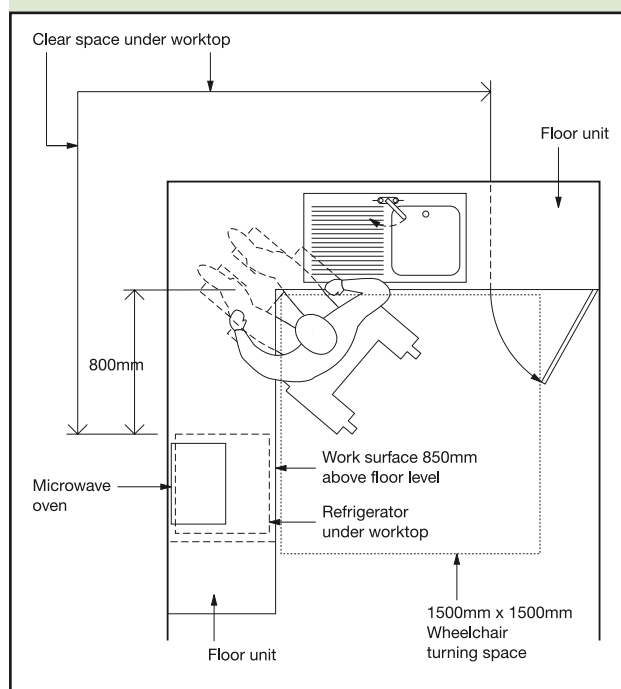 Clear space under worktop
Floor unit
800mm
Work surface 850mm
above floor level
Microwave
oven
Refrigerator
under worktop
1500mm x 1500mm
Wheelchair
turning space
Floor unit